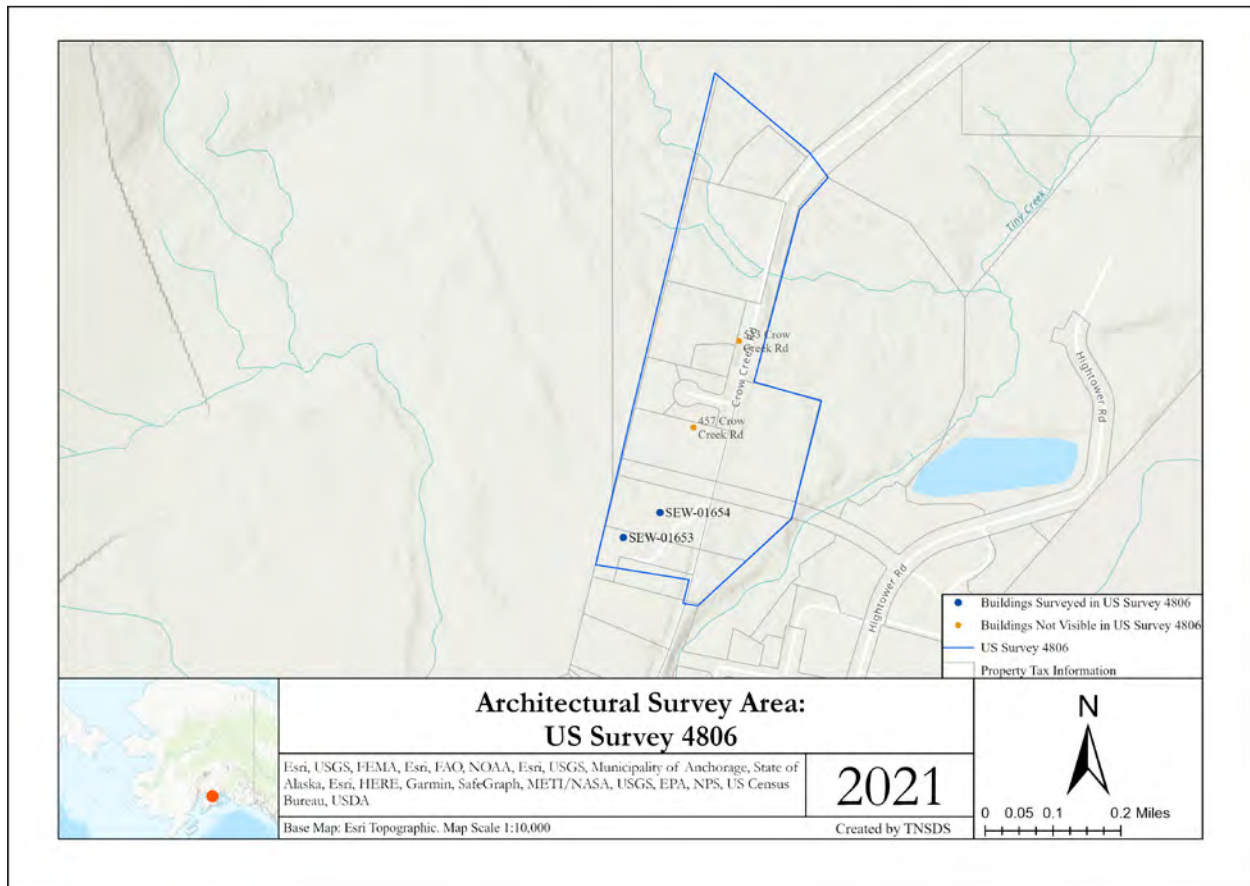 Tiny Creek
Crow
Creek Rd
Crow Creek Rd
Hightower Rd
457 Crow
Creek Rd
SEW-01654
SEW-01653
Hightower Rd
Buildings Surveyed in US Survey 4806
Buildings Not Visible in US Survey 4806
US Survey 4806
Property Tax Information
Architectural Survey Area:
US Survey 4806
Esri, USGS, FEMA, Esri, FAO, NOAA, Esri, USGS, Municipality of Anchorage, State of
Alaska, Esri, HERE, Garmin, SafeGraph, METI/NASA, USGS, EPA, NPS, US Census
Bureau, USDA
2021
Base Map: Esri Topographic. Map Scale 1:10,000
Created by TNSDS
N
0 0.05 0.1 0.2 Miles